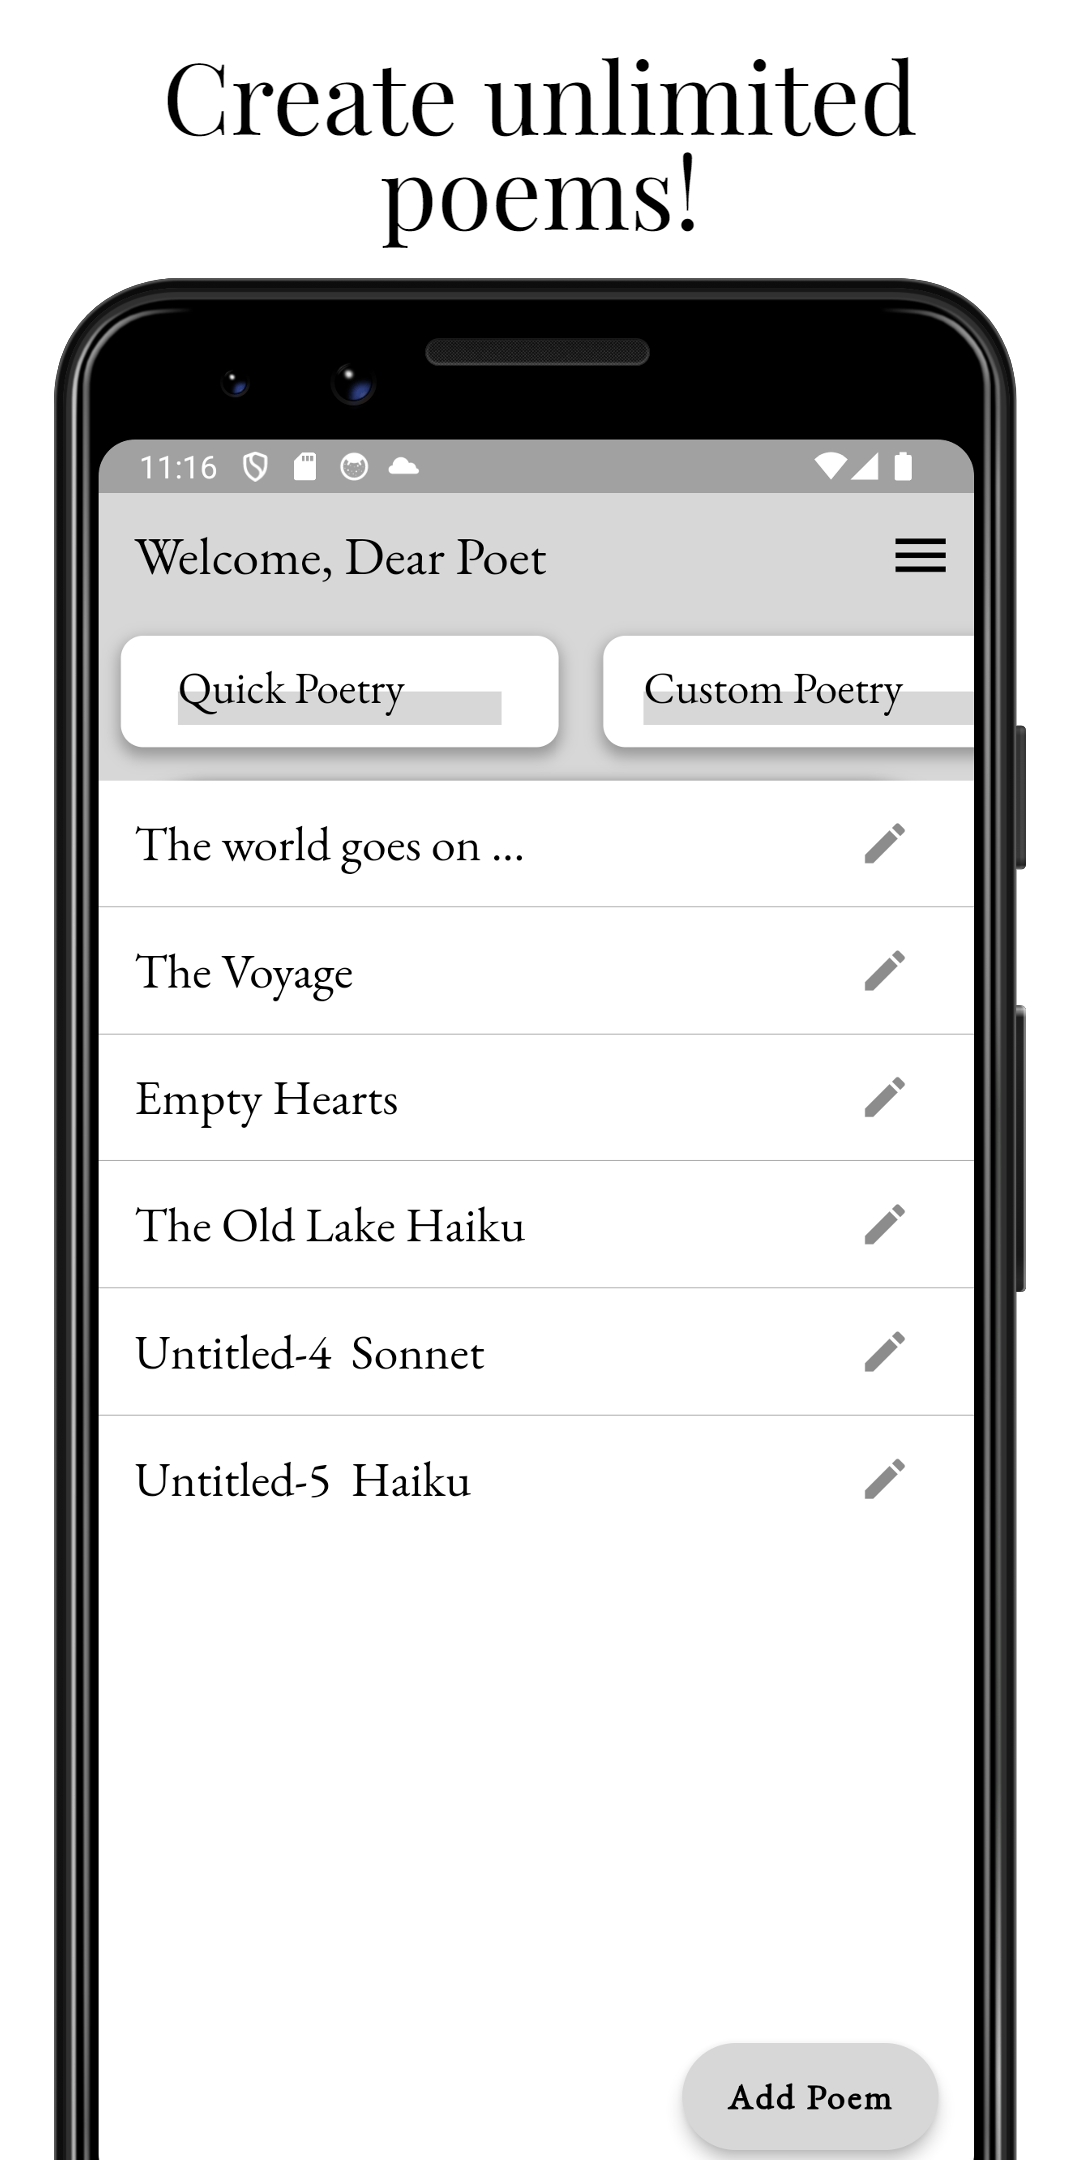 Create unlimited
poems!
11:16
Welcome, Dear Poet
Quick Poetry
Custom Poetry
The world goes on ...
The Voyage
Empty Hearts
The Old Lake Haiku
Untitled-4  Sonnet
Untitled-5  Haiku
Add Poem